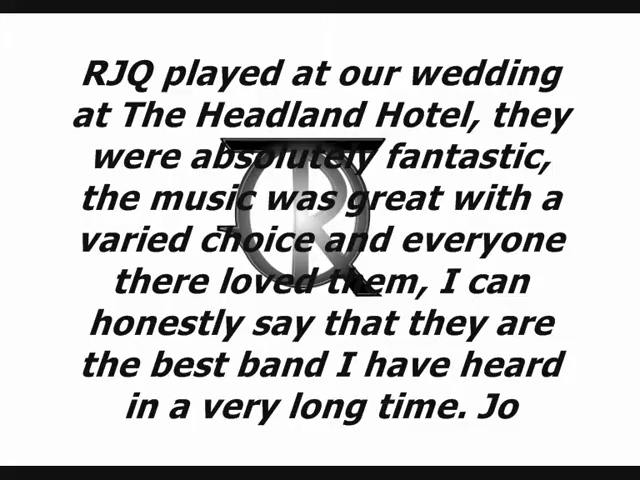 RJQ played at our wedding
at The Headland Hotel, they
were absolutely fantastic,
the music was great with a
varied choice and everyone
there loved them, I can
honestly say that they are
the best band I have heard
in a very long time. Jo